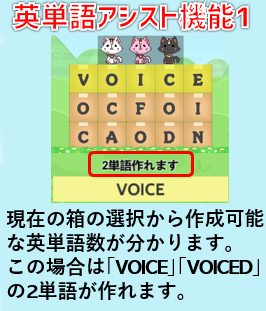 英単語アシスト機能1
V O I C E
O C F O I
C A O D N
2単語作れます
VOICE
現在の箱の選択から作成可能
な英単語数が分かります。
この場合は「VOICE」「VOICED」
の2単語が作れます。